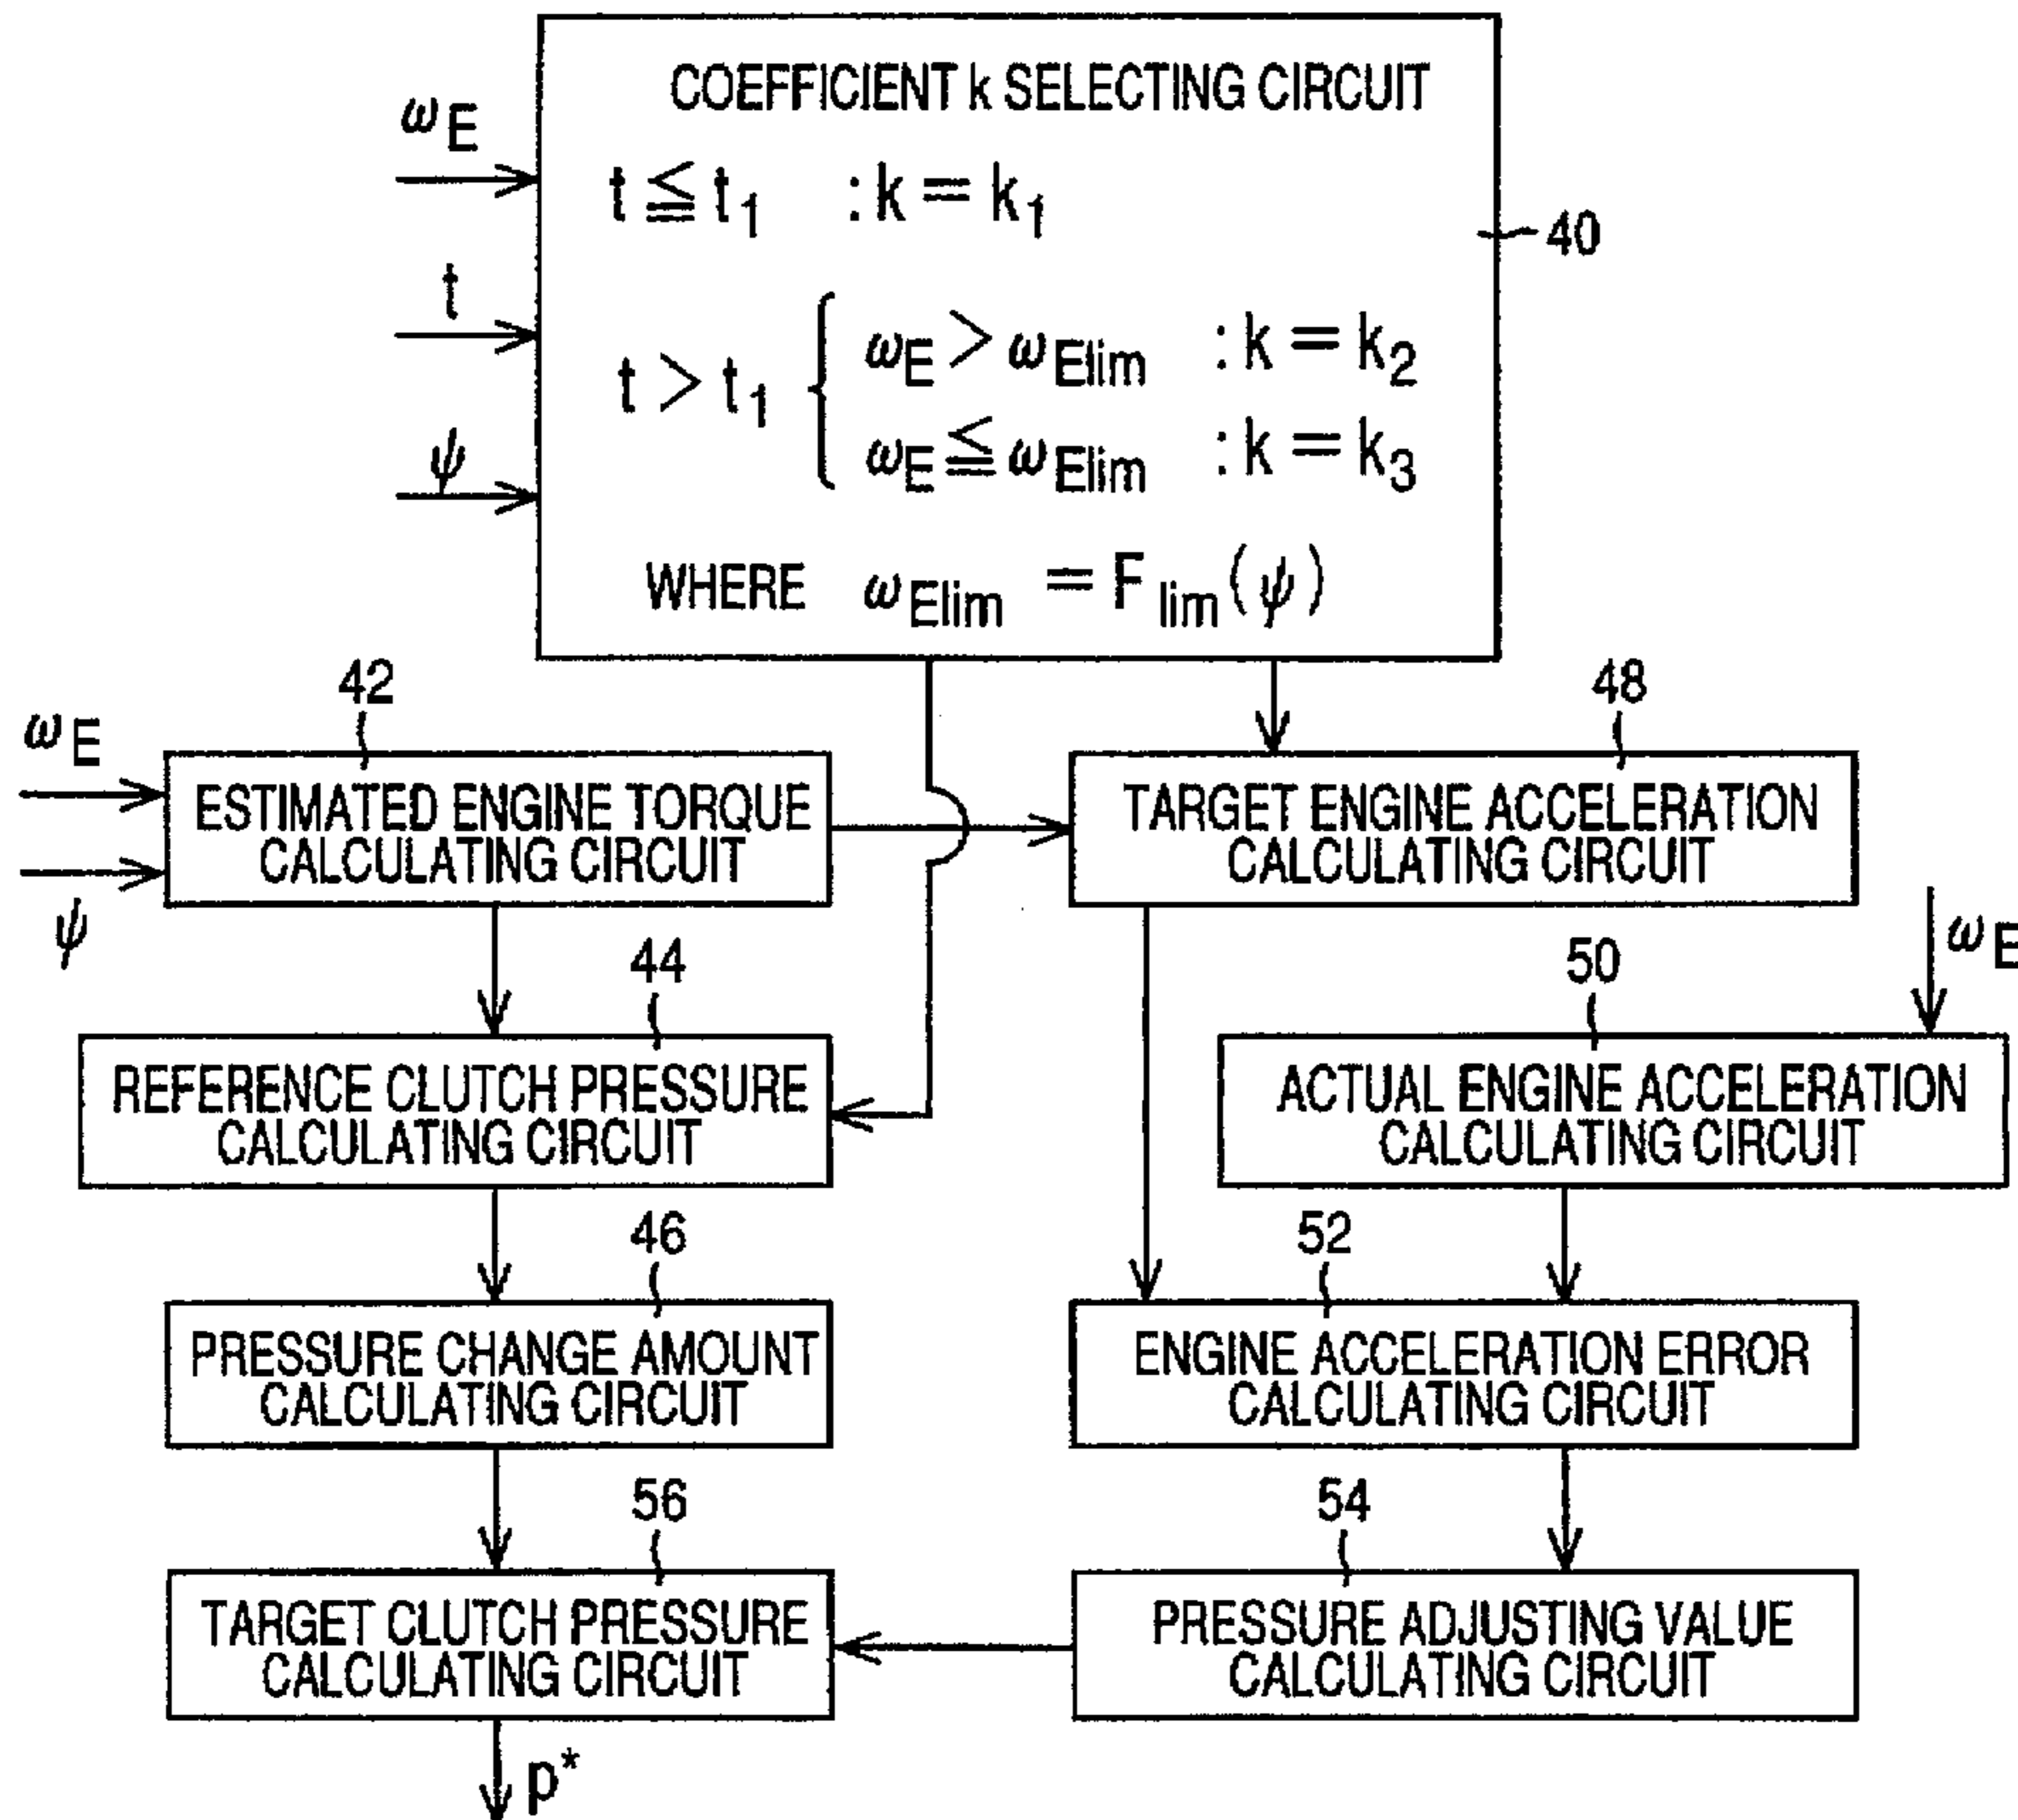 COEFFICIENT k SELECTING CIRCUIT
ωE
t ≦ t1 : k = k1
40
t
t > t1 { ωE > ωElim : k = k2
ωE ≦ ωElim : k = k3
ψ
WHERE ωElim = Flim(ψ)
42
48
ωE
ESTIMATED ENGINE TORQUE
CALCULATING CIRCUIT
TARGET ENGINE ACCELERATION
CALCULATING CIRCUIT
ψ
44
50
ωE
REFERENCE CLUTCH PRESSURE
CALCULATING CIRCUIT
ACTUAL ENGINE ACCELERATION
CALCULATING CIRCUIT
46
52
PRESSURE CHANGE AMOUNT
CALCULATING CIRCUIT
ENGINE ACCELERATION ERROR
CALCULATING CIRCUIT
56
54
TARGET CLUTCH PRESSURE
CALCULATING CIRCUIT
PRESSURE ADJUSTING VALUE
CALCULATING CIRCUIT
p*